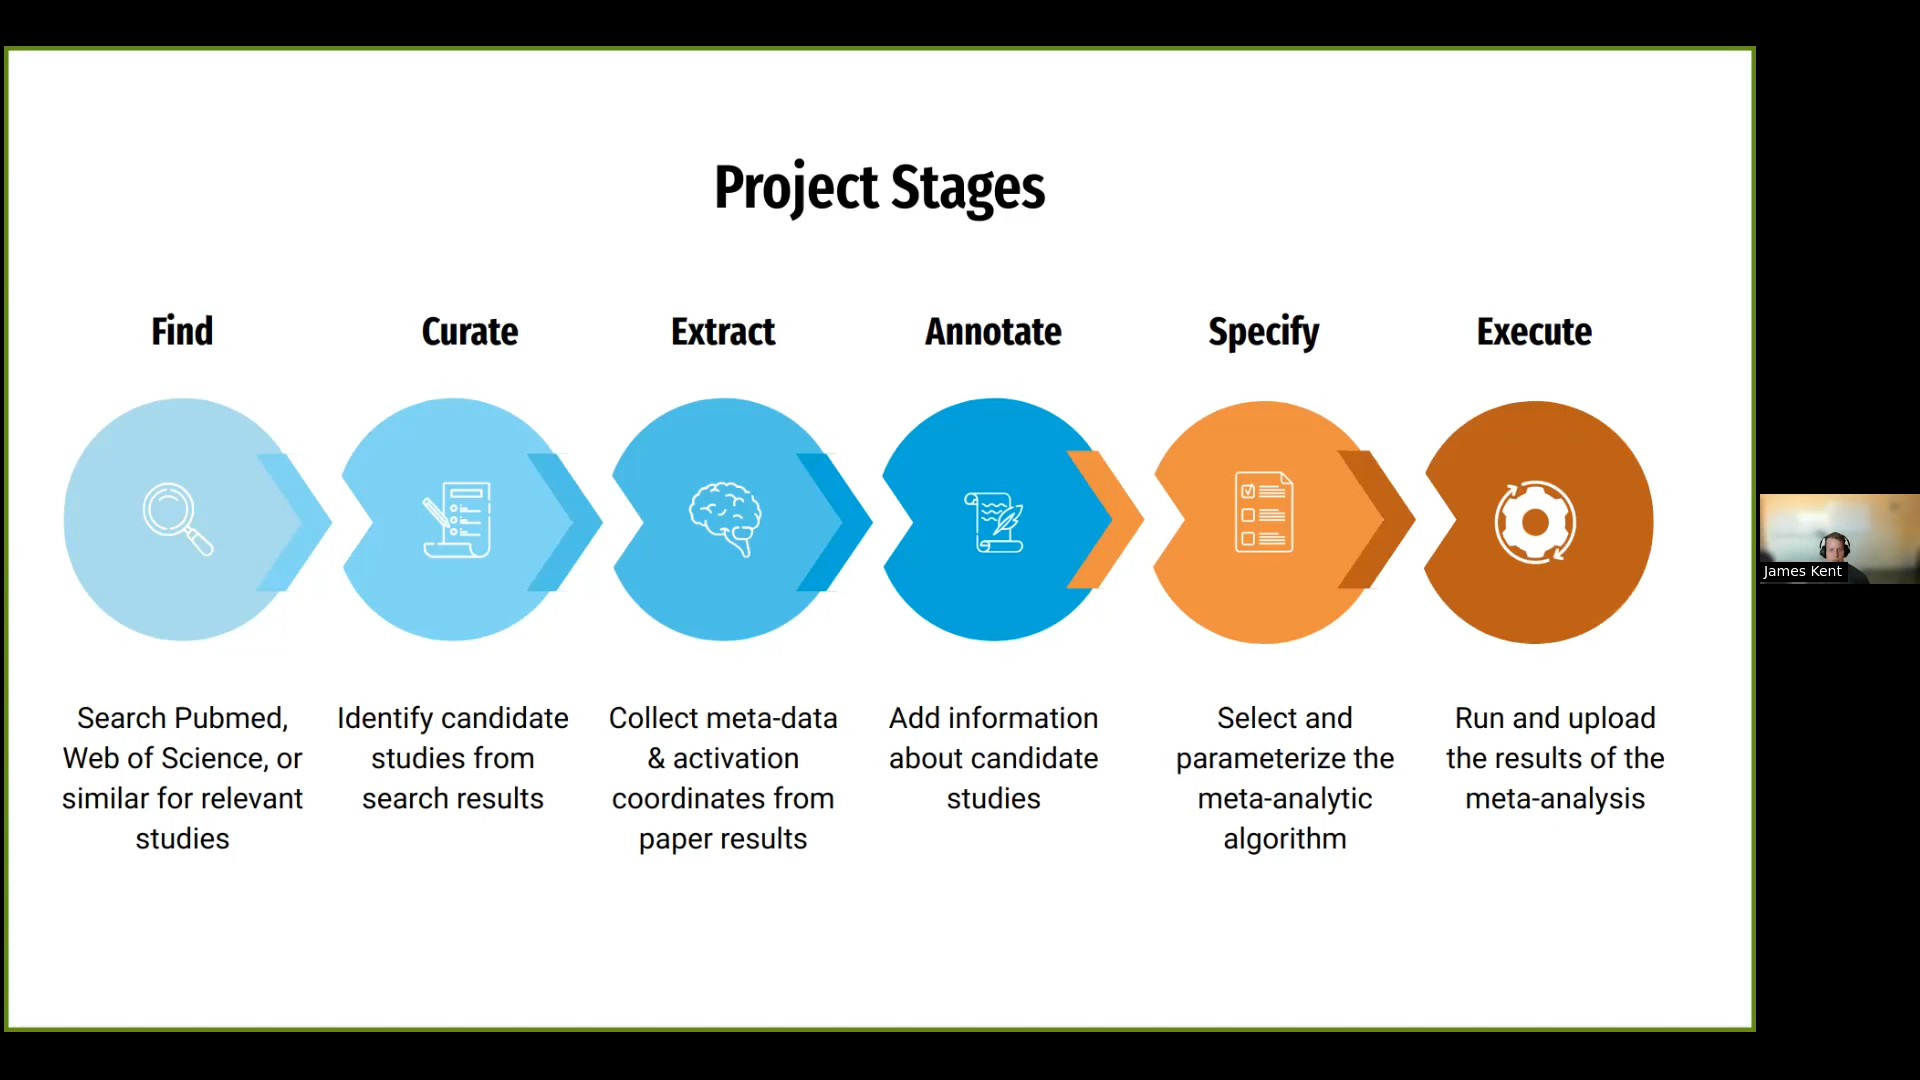 Project Stages
Find
Curate
Extract
Annotate
Specify
Execute
Search Pubmed,
Web of Science, or
similar for relevant
studies
Identify candidate
studies from
search results
Collect meta-data
& activation
coordinates from
paper results
Add information
about candidate
studies
Select and
parameterize the
meta-analytic
algorithm
Run and upload
the results of the
meta-analysis
James Kent